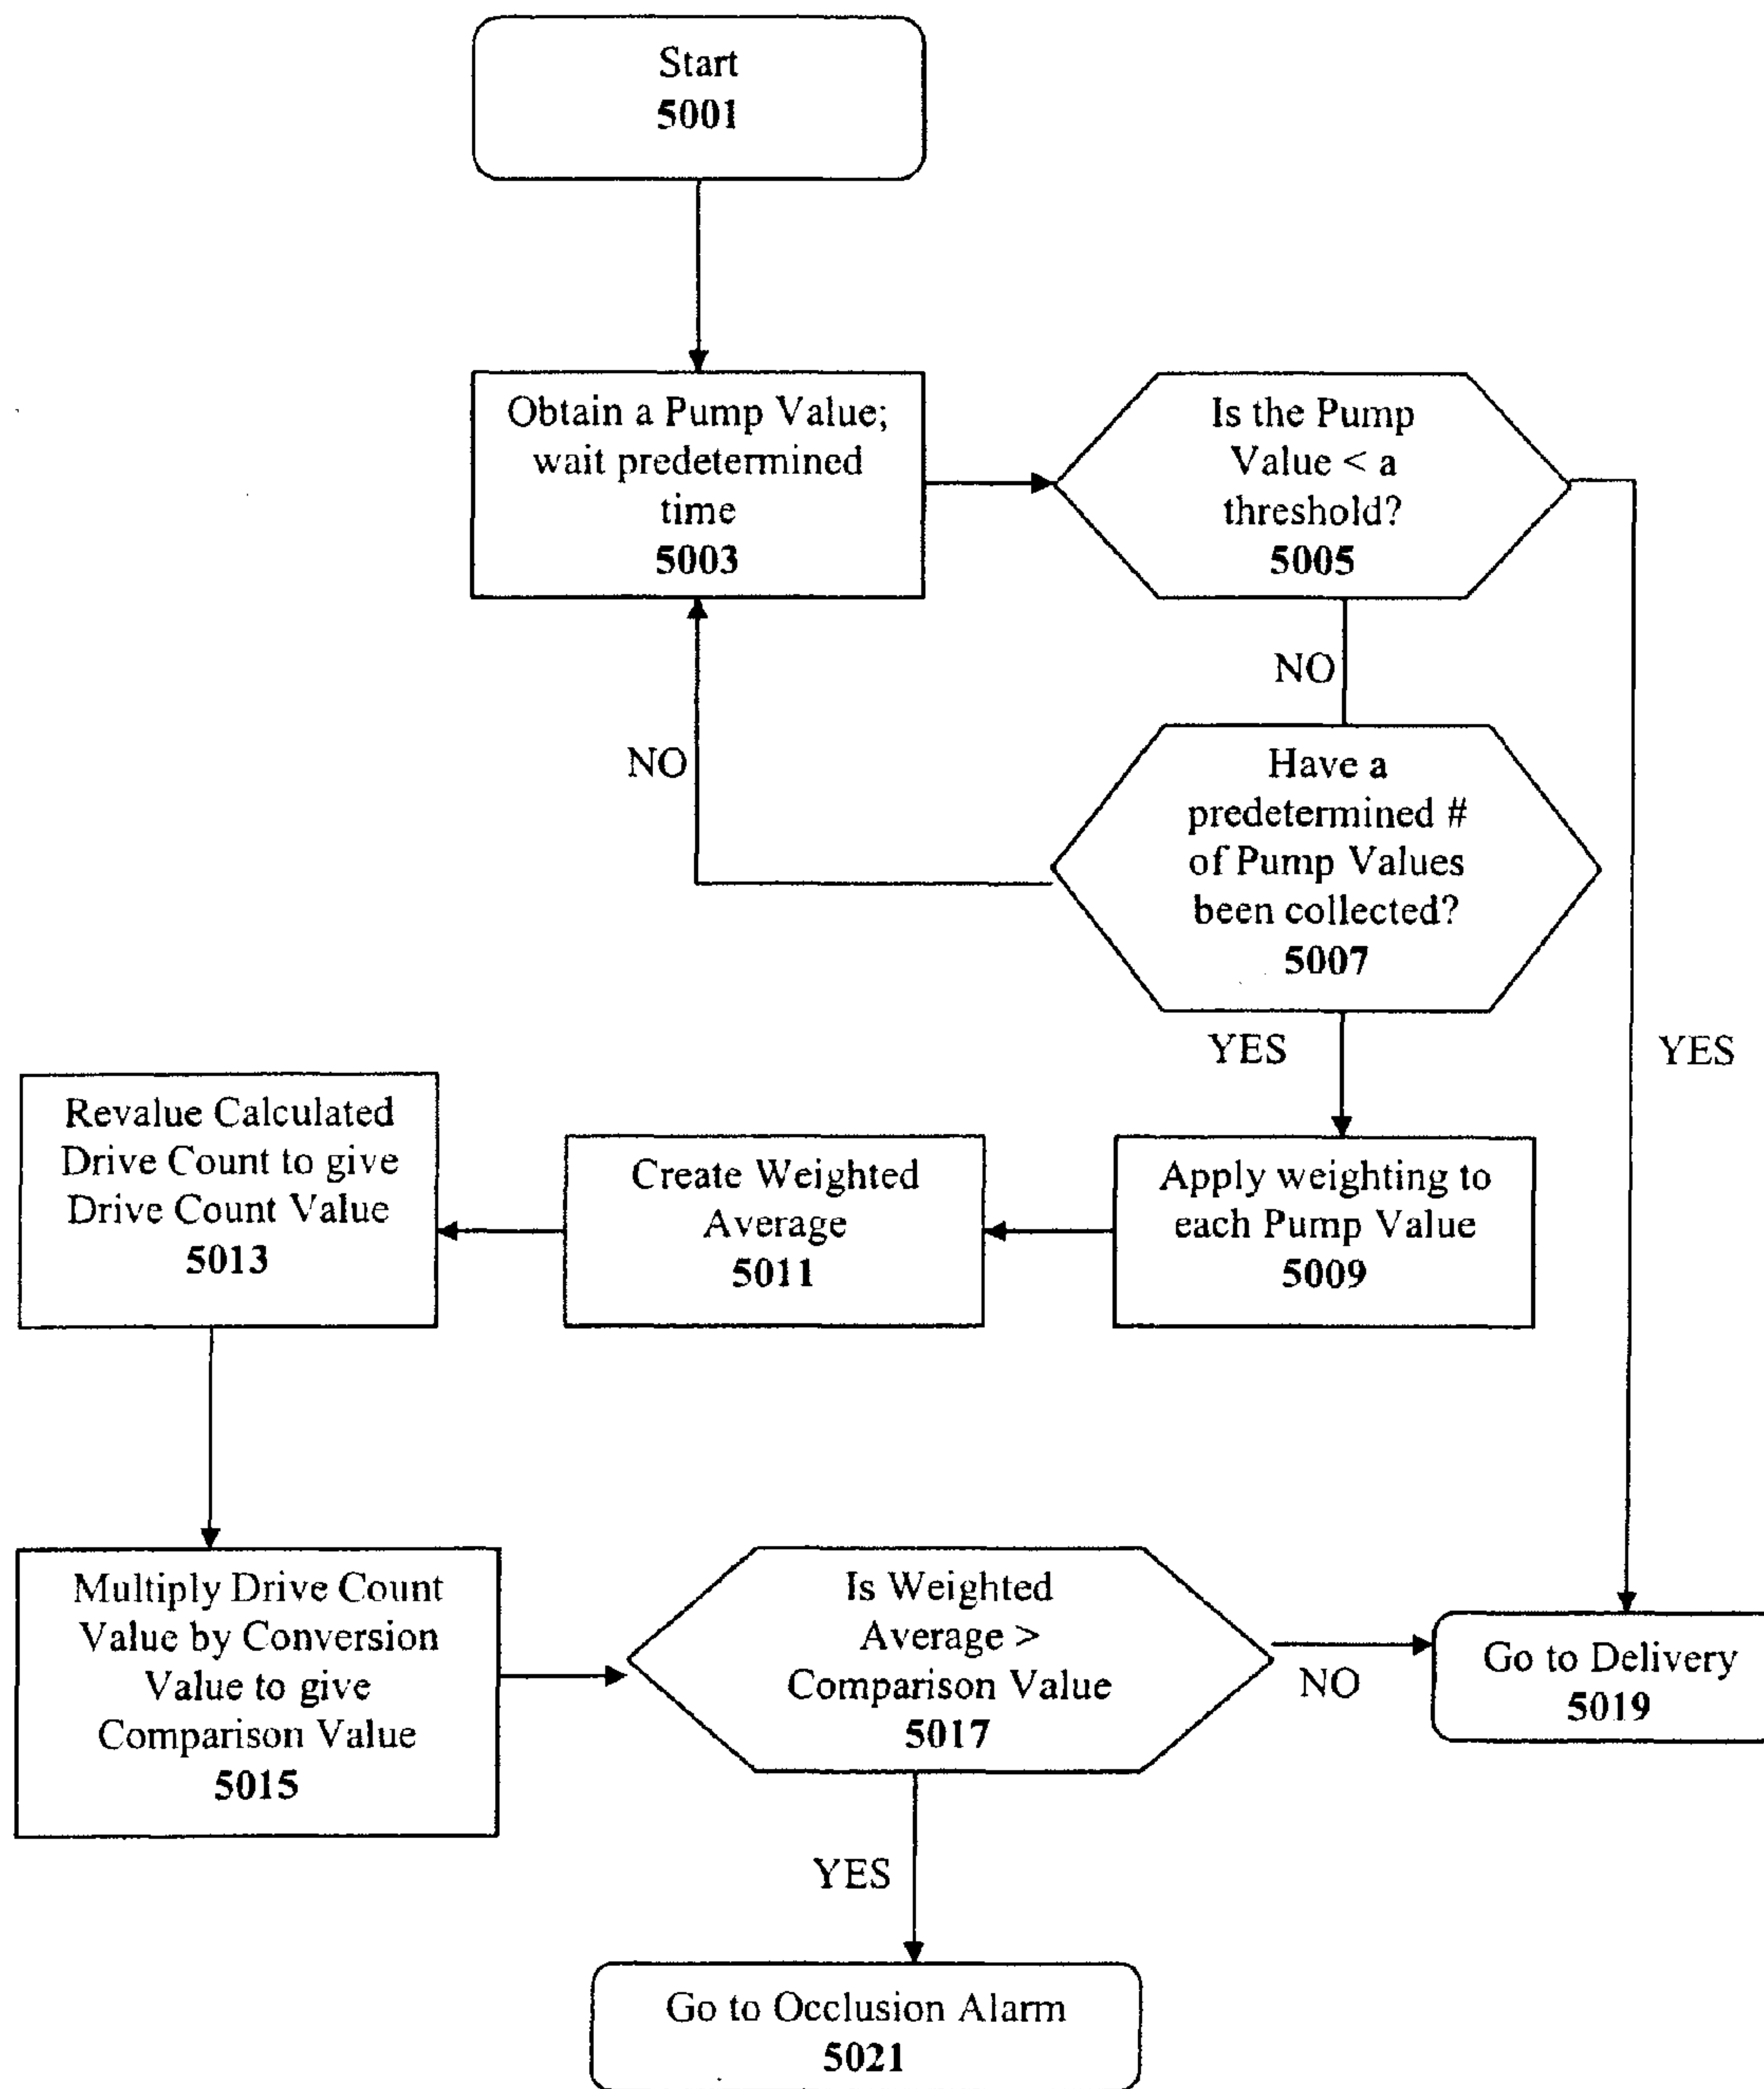 Start
5001
Obtain a Pump Value;
wait predetermined
time
5003
Is the Pump
Value < a
threshold?
5005
NO
NO
Have a
predetermined #
of Pump Values
been collected?
5007
YES
YES
Revalue Calculated
Drive Count to give
Drive Count Value
5013
Create Weighted
Average
5011
Apply weighting to
each Pump Value
5009
Multiply Drive Count
Value by Conversion
Value to give
Comparison Value
5015
Is Weighted
Average >
Comparison Value
5017
NO
Go to Delivery
5019
YES
Go to Occlusion Alarm
5021